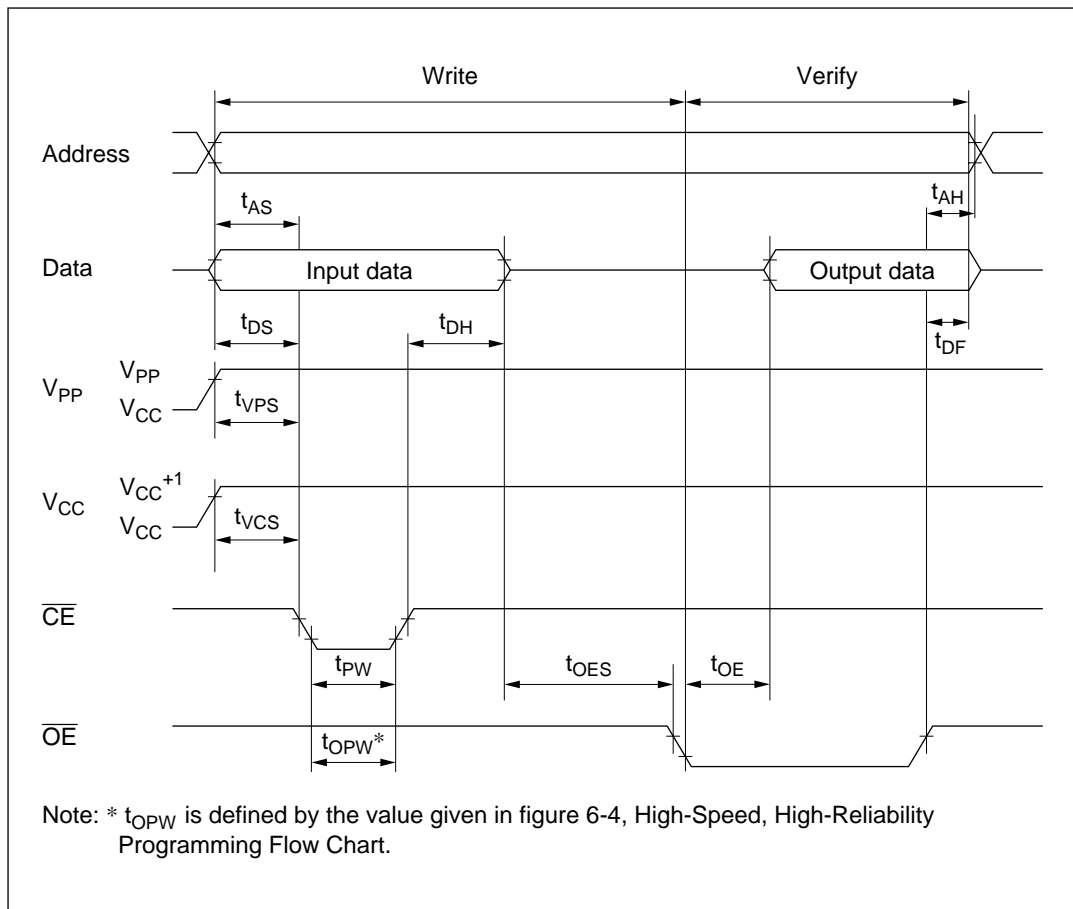 Write
Verify
Address
tAS
tAH
Data
Input data
Output data
tDS
tDH
tDF
VPP
VPP
VCC
tVPS
VCC
VCC+1
VCC
tVCS
CE
tPW
tOES
tOE
OE
tOPW*
Note: * tOPW is defined by the value given in figure 6-4, High-Speed, High-Reliability
Programming Flow Chart.